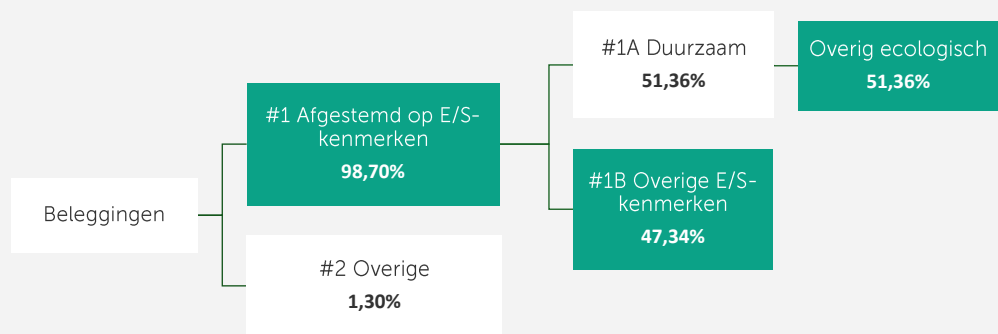 Beleggingen
#1 Afgestemd op E/S-
kenmerken
98,70%
#2 Overige
1,30%
#1A Duurzaam
51,36%
#1B Overige E/S-
kenmerken
47,34%
Overig ecologisch
51,36%